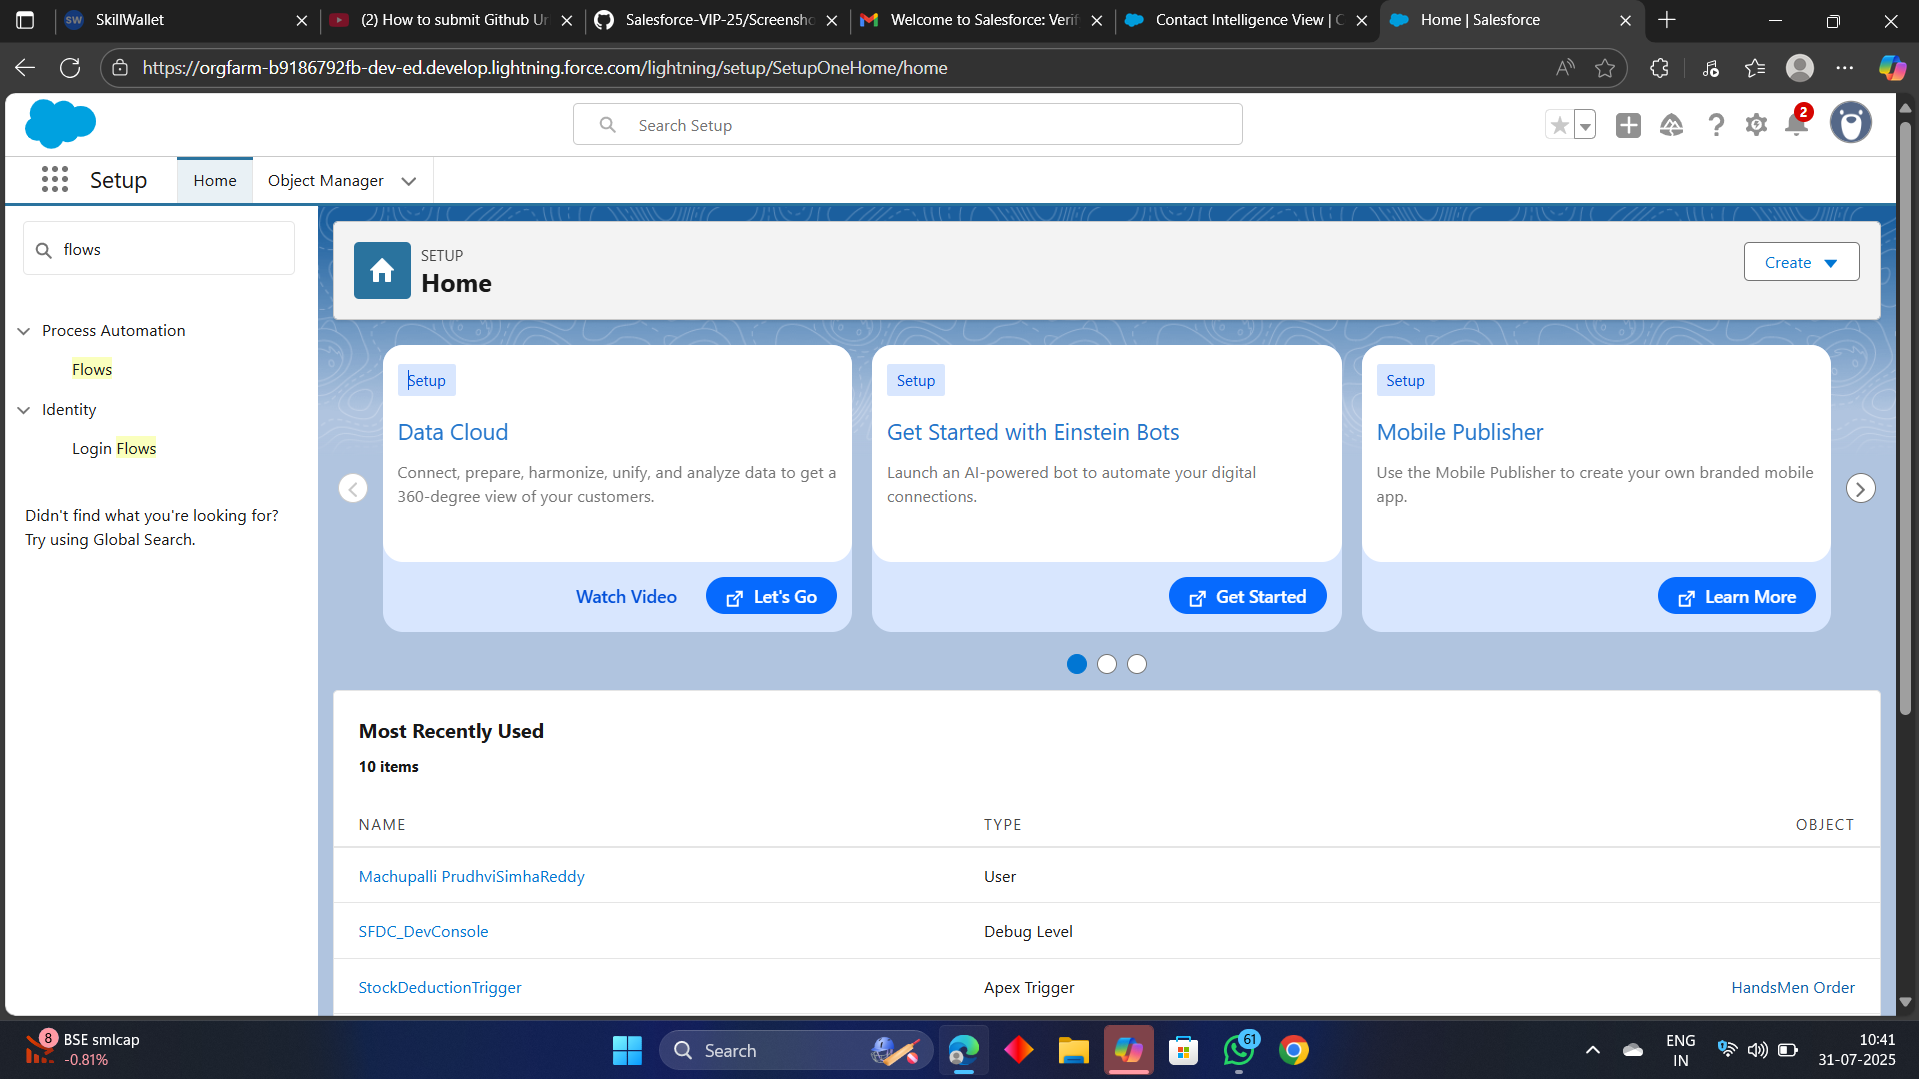 SW SkillWallet
(2) How to submit Github Ur
Salesforce-VIP-25/Screensho
Welcome to Salesforce: Verif
Contact Intelligence View | C
Home | Salesforce
https://orgfarm-b9186792fb-dev-ed.develop.lightning.force.com/lightning/setup/SetupOneHome/home
Search Setup
2
Setup
Home
Object Manager
flows
Process Automation
Flows
Identity
Login Flows
Didn't find what you're looking for?
Try using Global Search.
SETUP
Home
Create
Setup
Data Cloud
Connect, prepare, harmonize, unify, and analyze data to get a
360-degree view of your customers.
Watch Video
Let's Go
Setup
Get Started with Einstein Bots
Launch an AI-powered bot to automate your digital
connections.
Get Started
Setup
Mobile Publisher
Use the Mobile Publisher to create your own branded mobile
app.
Learn More
Most Recently Used
10 items
NAME TYPE OBJECT
Machupalli PrudhviSimhaReddy User
SFDC_DevConsole Debug Level
StockDeductionTrigger Apex Trigger HandsMen Order
8
BSE smlcap
-0.81%
Search
61
ENG
IN
10:41
31-07-2025